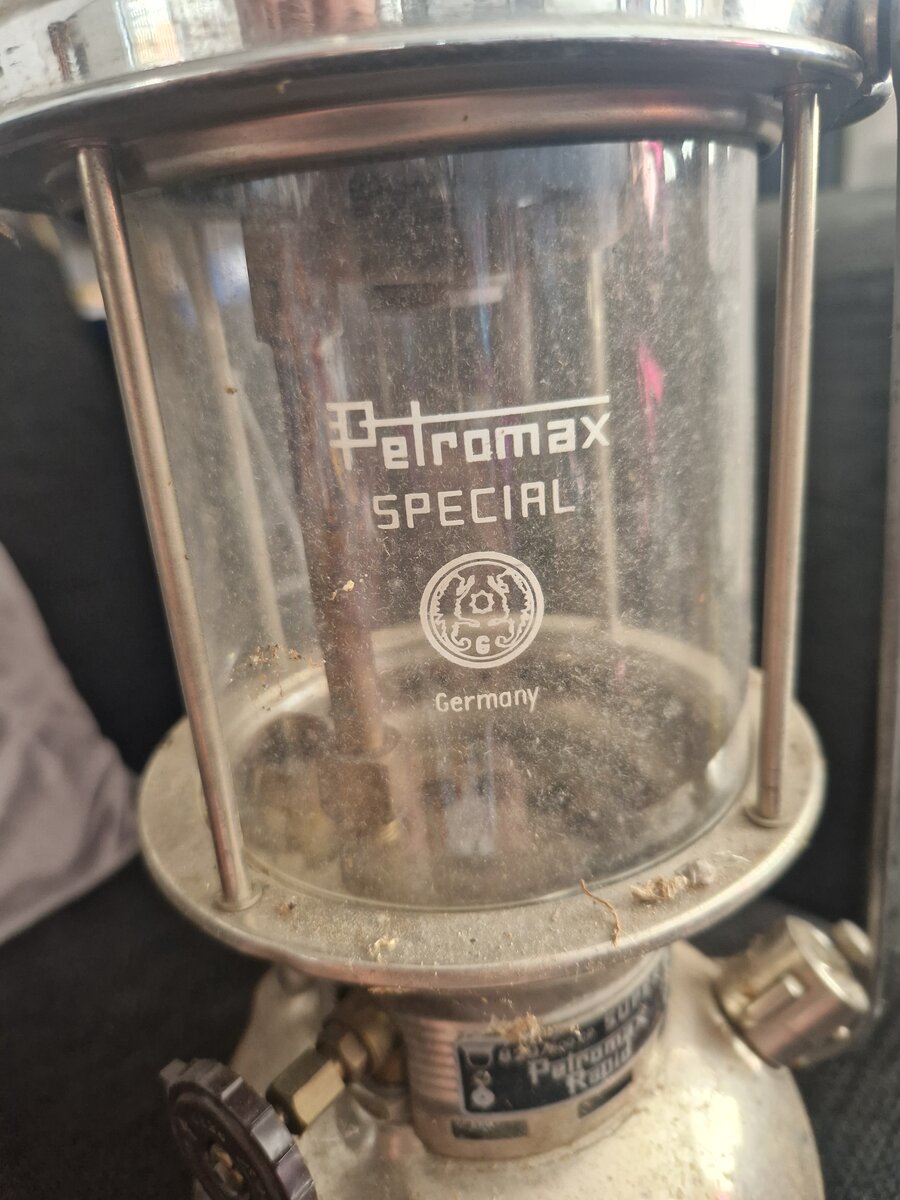 Petromax
SPECIAL
G
Germany
Petromax
Rapid